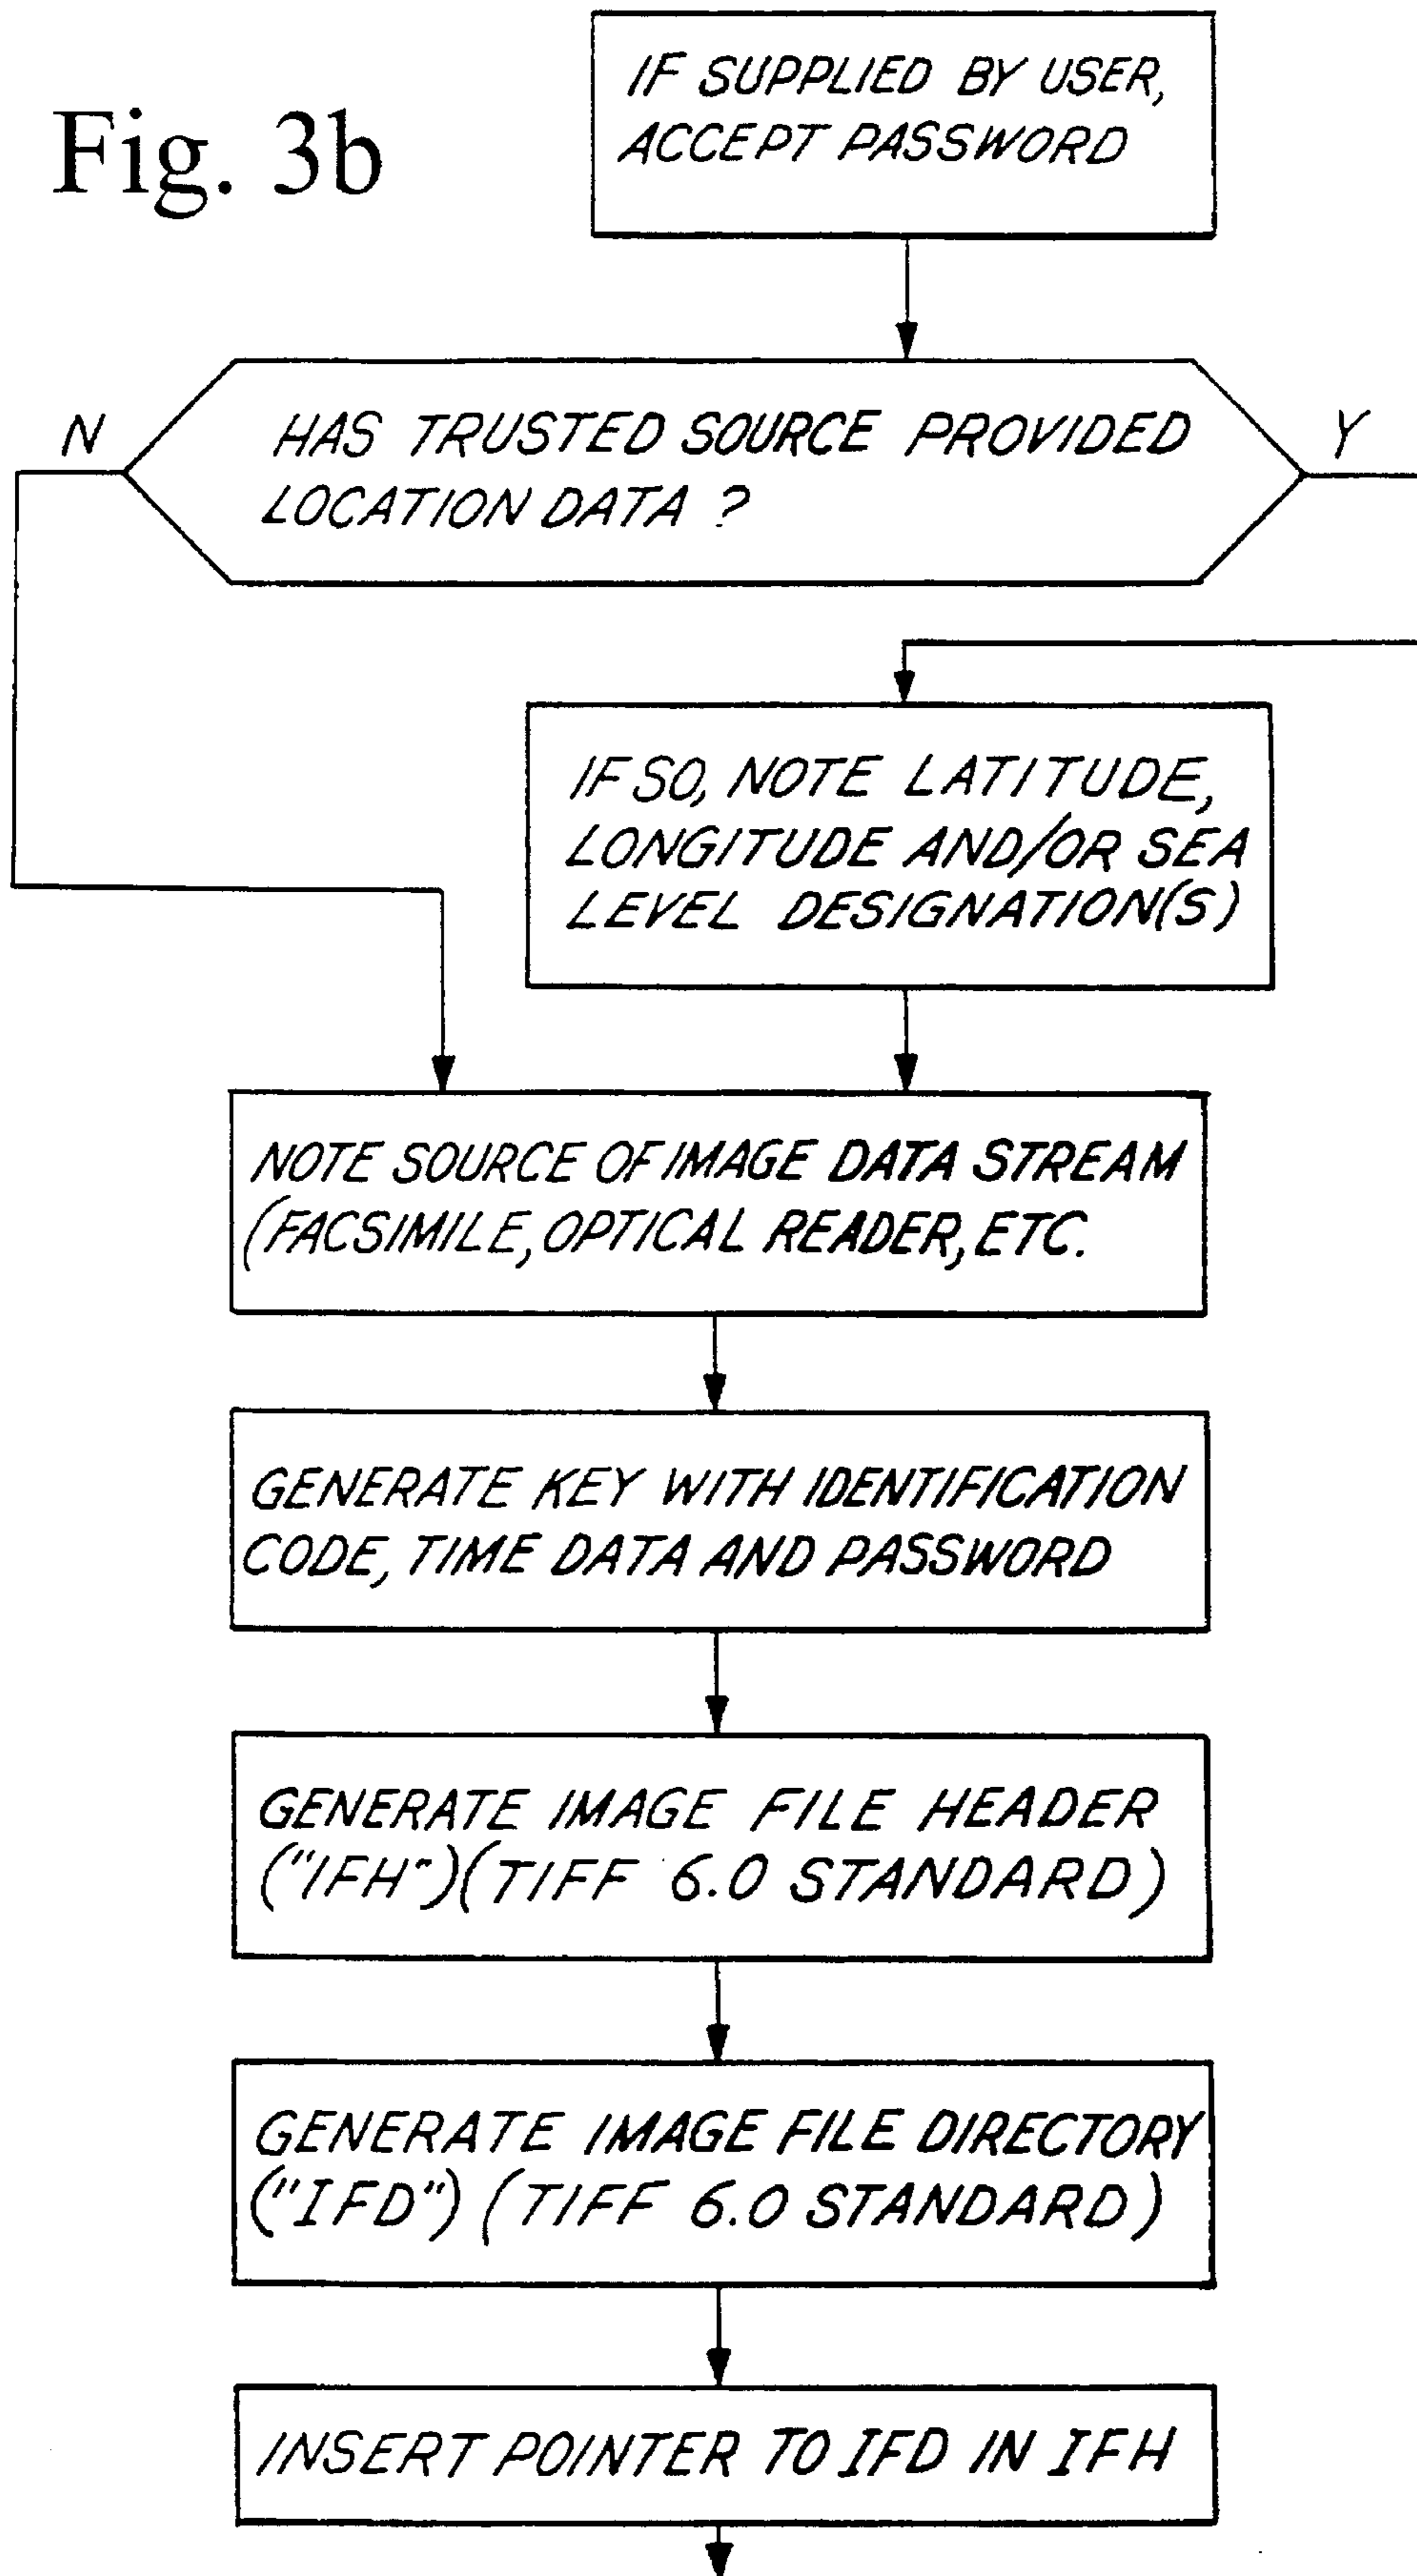 Fig. 3b
IF SUPPLIED BY USER,
ACCEPT PASSWORD
N
HAS TRUSTED SOURCE PROVIDED
LOCATION DATA ?
Y
IF SO, NOTE LATITUDE,
LONGITUDE AND/OR SEA
LEVEL DESIGNATION(S)
NOTE SOURCE OF IMAGE DATA STREAM
(FACSIMILE, OPTICAL READER, ETC.
GENERATE KEY WITH IDENTIFICATION
CODE, TIME DATA AND PASSWORD
GENERATE IMAGE FILE HEADER
("IFH") (TIFF 6.0 STANDARD)
GENERATE IMAGE FILE DIRECTORY
("IFD") (TIFF 6.0 STANDARD)
INSERT POINTER TO IFD IN IFH